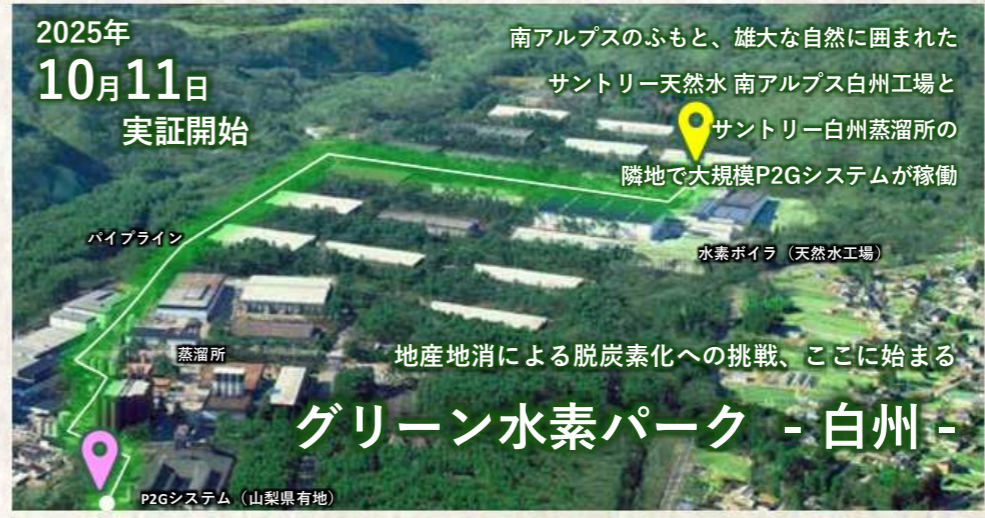 2025年
10月11日
実証開始
南アルプスのふもと、雄大な自然に囲まれた
サントリー天然水 南アルプス白州工場と
サントリー白州蒸溜所の
隣地で大規模P2Gシステムが稼働
パイプライン
水素ボイラ（天然水工場）
蒸溜所
地産地消による脱炭素化への挑戦、ここに始まる
グリーン水素パーク - 白州 -
P2Gシステム（山梨県有地）